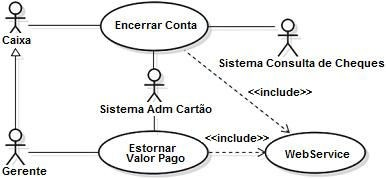 Encerrar Conta
Caixa
Sistema Consulta de Cheques
<<include>>
Sistema Adm Cartão
Estornar
Valor Pago
<<include>>
WebService
Gerente